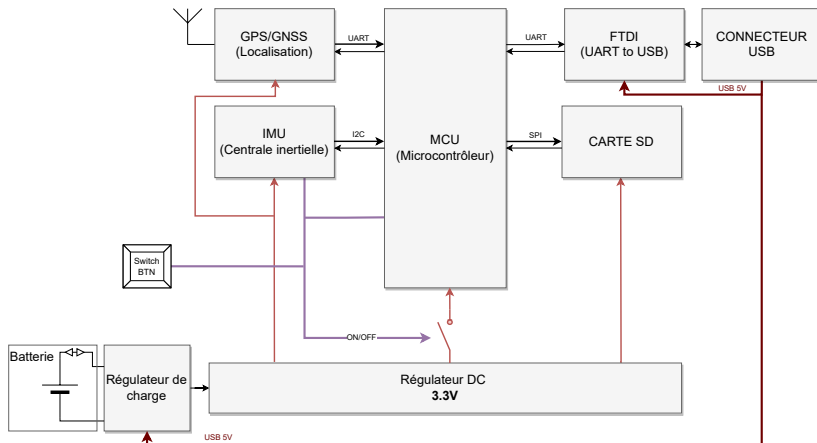 GPS/GNSS
(Localisation)
UART
UART
FTDI
(UART to USB)
CONNECTEUR
USB
USB 5V
IMU
(Centrale inertielle)
I2C
MCU
(Microcontrôleur)
SPI
CARTE SD
Switch
BTN
ON/OFF
Batterie
Régulateur de
charge
Régulateur DC
3.3V
USB 5V